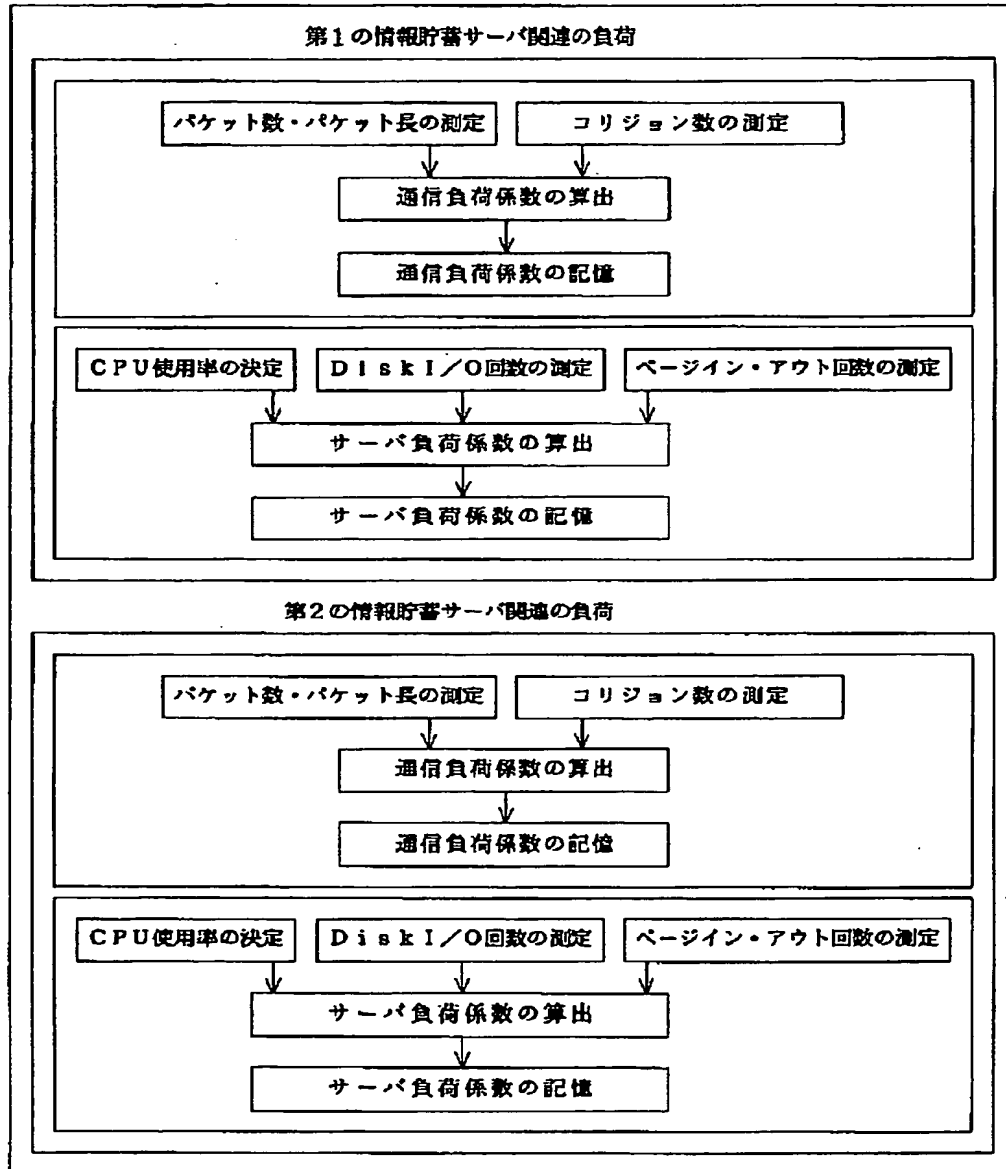 第1の情報貯蓄サーバ関連の負荷
パケット数・パケット長の測定
コリジョン数の測定
通信負荷係数の算出
通信負荷係数の記憶
CPU使用率の決定
DiskI/O回数の測定
ページイン・アウト回数の測定
サーバ負荷係数の算出
サーバ負荷係数の記憶
第2の情報貯蓄サーバ関連の負荷
パケット数・パケット長の測定
コリジョン数の測定
通信負荷係数の算出
通信負荷係数の記憶
CPU使用率の決定
DiskI/O回数の測定
ページイン・アウト回数の測定
サーバ負荷係数の算出
サーバ負荷係数の記憶